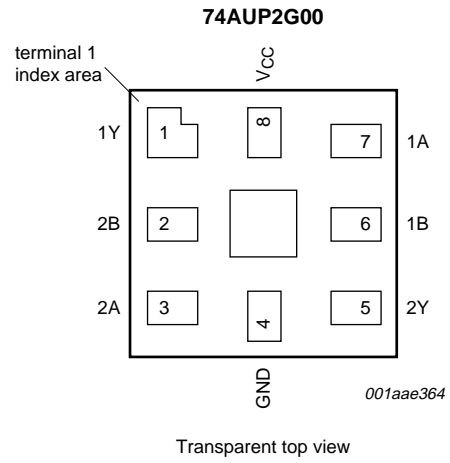 74AUP2G00
terminal 1
index area
VCC
1Y 1 8 7 1A
2B 2 6 1B
2A 3 4 5 2Y
GND
001aae364
Transparent top view